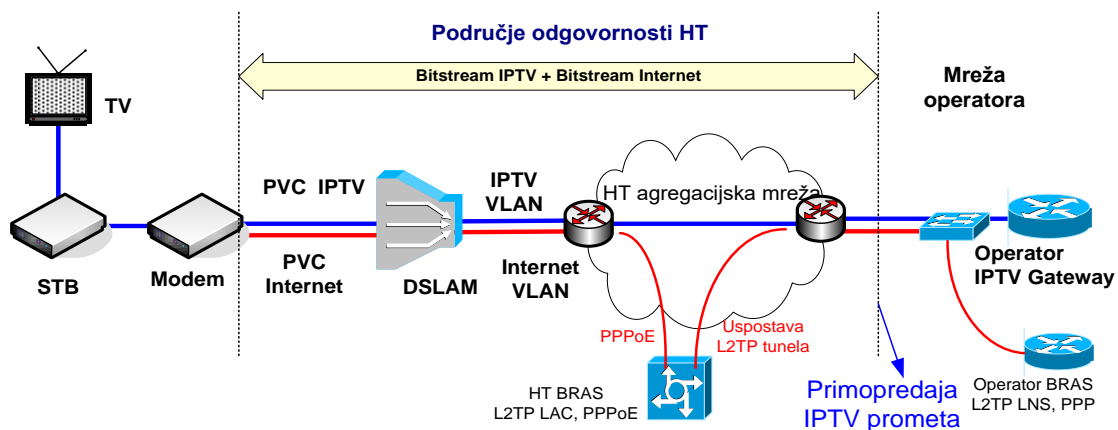 Područje odgovornosti HT
Bitstream IPTV + Bitstream Internet
Mreža
operatora
TV
PVC IPTV
IPTV
VLAN
HT agregacijska mreža
STB
Modem
PVC
Internet
DSLAM
Internet
VLAN
Operator
IPTV Gateway
PPPoE
Uspostava
L2TP tunela
HT BRAS
L2TP LAC, PPPoE
Primopredaja
IPTV prometa
Operator BRAS
L2TP LNS, PPP